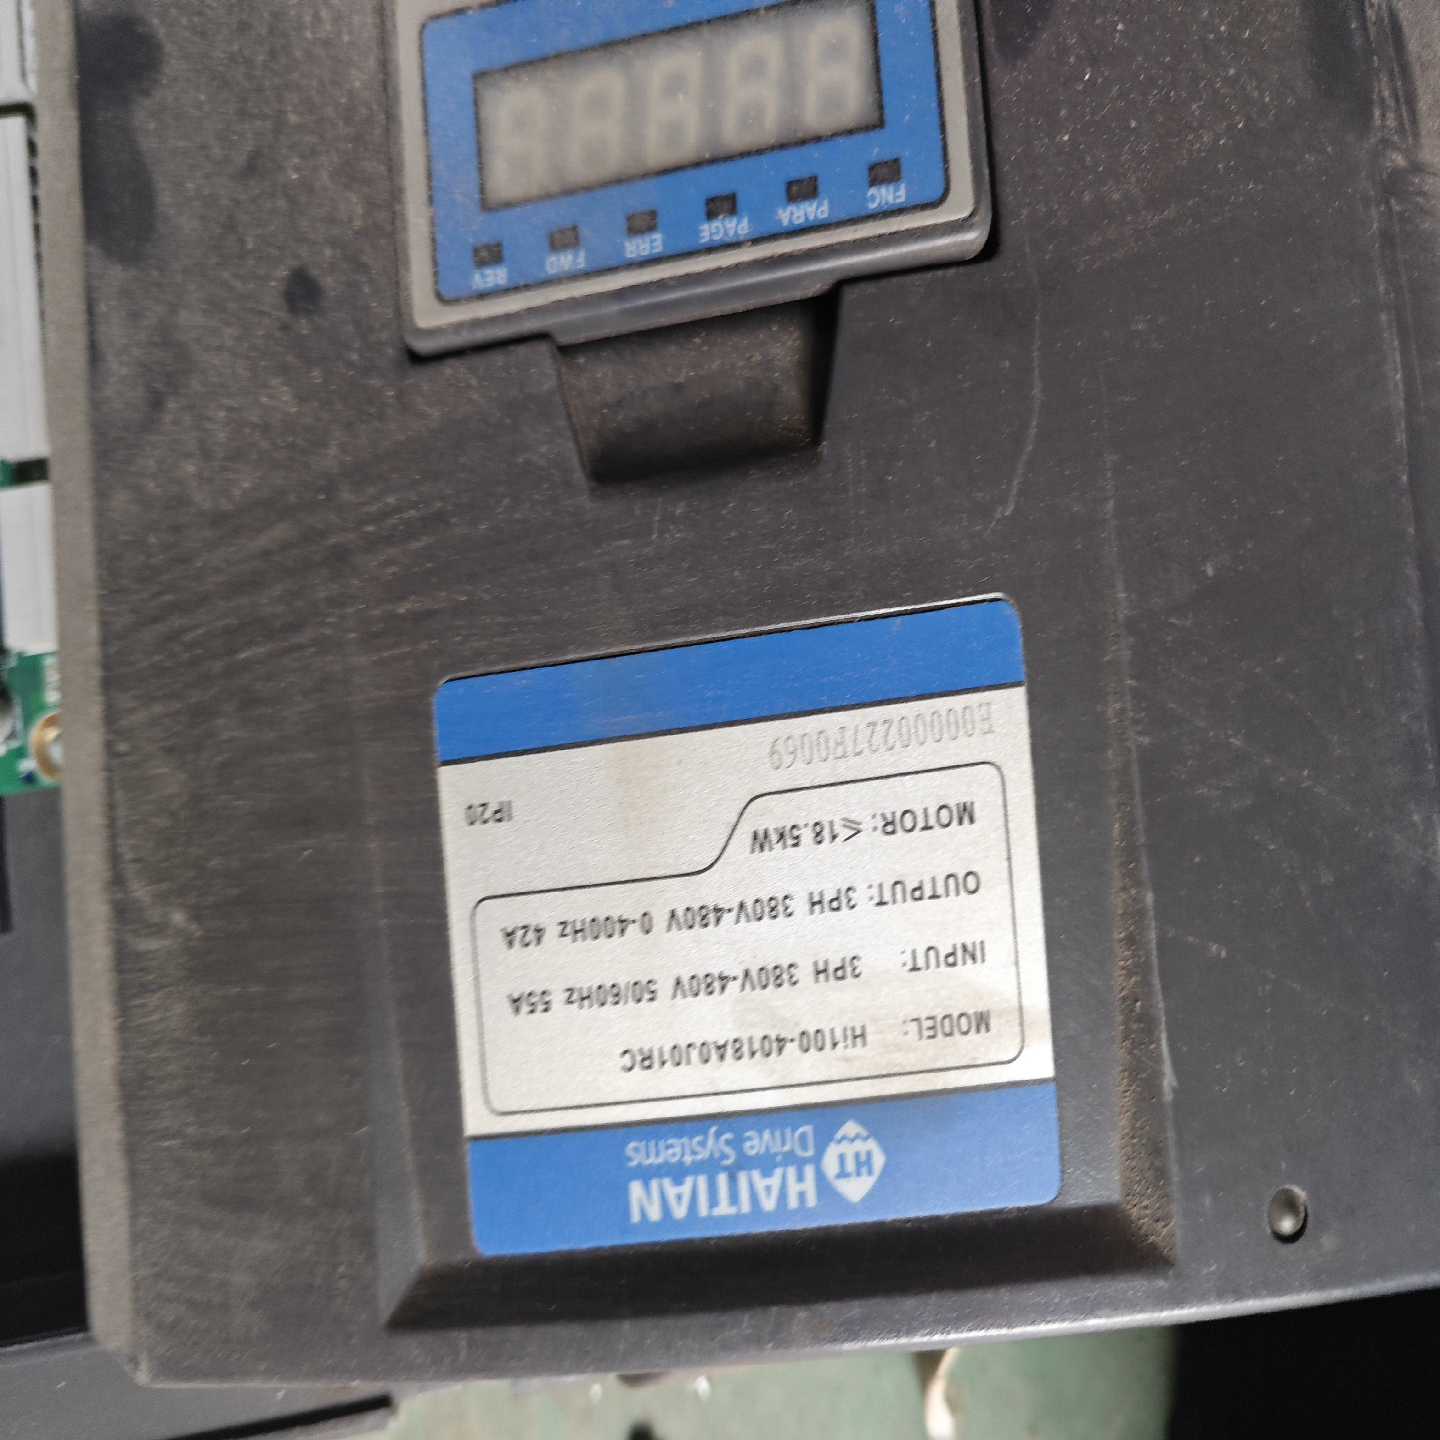 HAITIAN
HT
Drive Systems
MODEL: Hi100-4018A0J01RC
INPUT: 3PH 380V-480V 50/60Hz 55A
OUTPUT: 3PH 380V-480V 0-400Hz 42A
MOTOR: ⩽18.5kW
IP20
E0000027F0069
FNC PARA PAGE ERR FWD REV